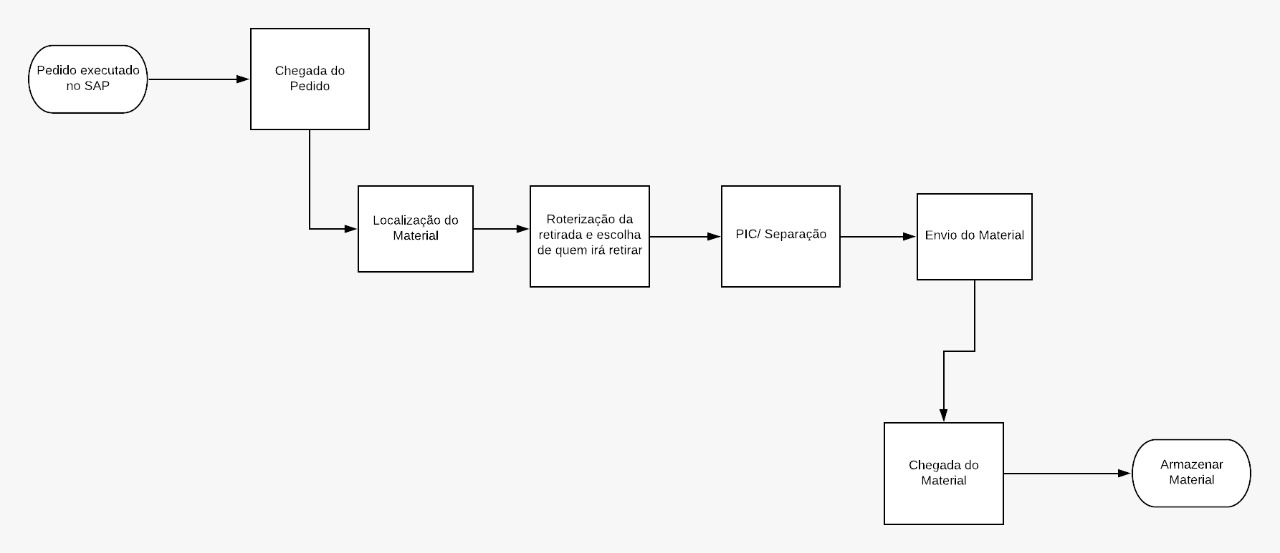 Pedido executado
no SAP
Chegada do
Pedido
Localização do
Material
Roterização da
retirada e escolha
de quem irá retirar
PIC/ Separação
Envio do Material
Chegada do
Material
Armazenar
Material